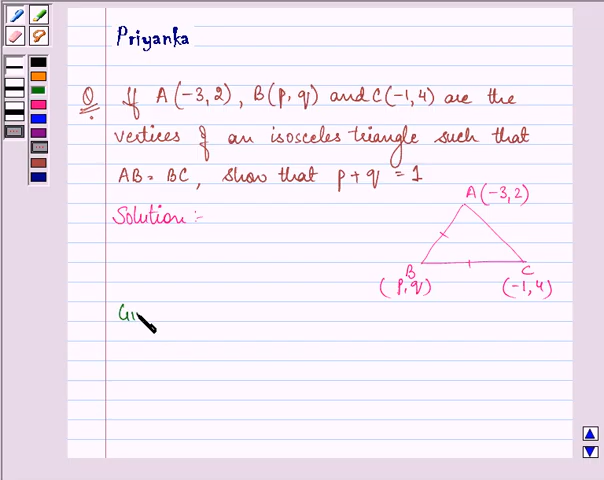 Priyanka
Q If A(-3,2), B(p,q) and C(-1,4) are the
vertices of an isosceles triangle such that
AB = BC, show that p+q = 1
Solution :-
A(-3,2)
B C
(p,q) (-1,4)
Gi